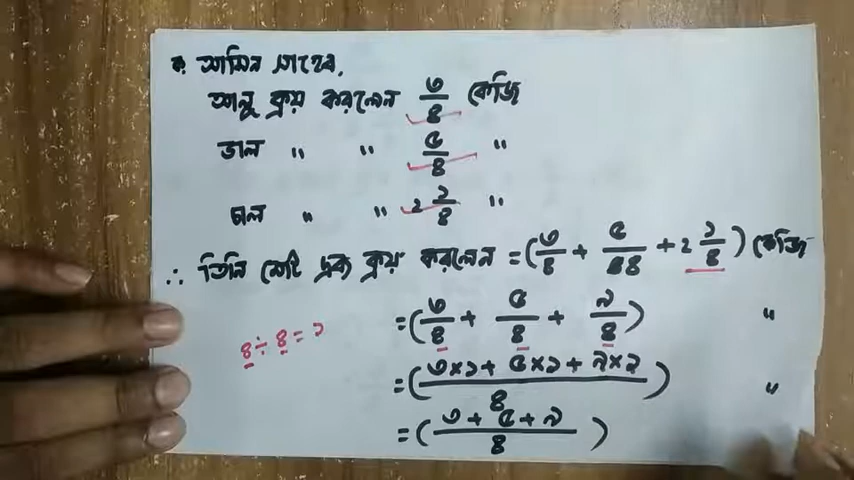 ক. আমিন সাহেব,
আলু ক্রয় করলেন ৩/৪ কেজি
ডাল " " ৫/৪ "
চাল " " ২ ১/৪ "
∴ তিনি মোট দ্রব্য ক্রয় করলেন = (৩/৪ + ৫/৪ + ২ ১/৪) কেজি
= (৩/৪ + ৫/৪ + ৯/৪) "
৪ ÷ ৪ = ১
= (৩×১ + ৫×১ + ৯×১ / ৪) "
= (৩ + ৫ + ৯ / ৪)